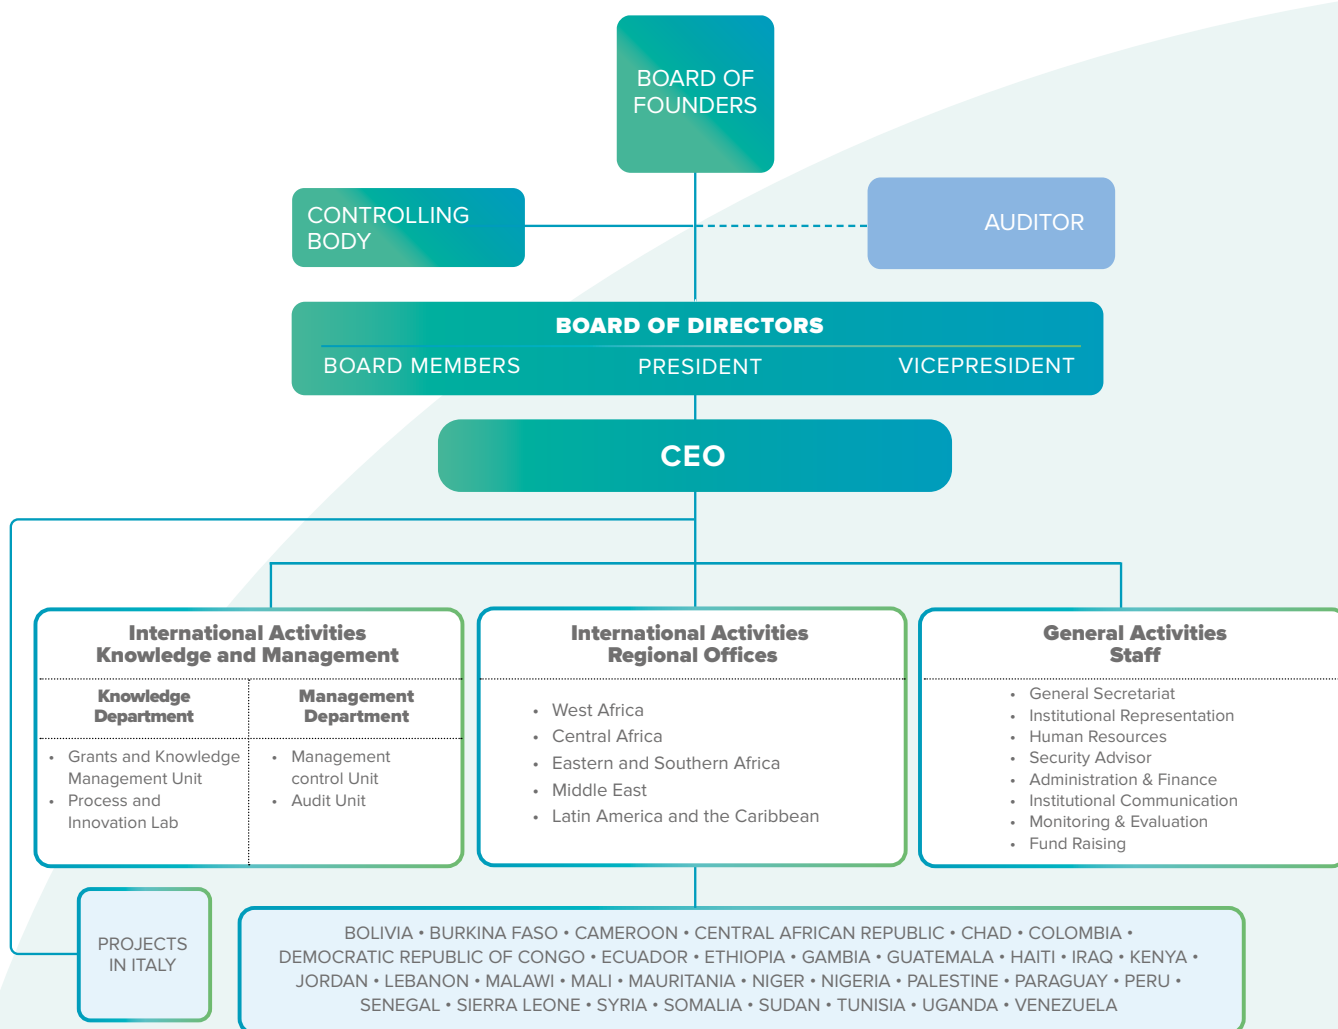 BOARD OF
FOUNDERS
CONTROLLING
BODY
AUDITOR
BOARD OF DIRECTORS
BOARD MEMBERS
PRESIDENT
VICEPRESIDENT
CEO
International Activities
Knowledge and Management
Knowledge
Department
• Grants and Knowledge
Management Unit
• Process and
Innovation Lab
Management
Department
• Management
control Unit
• Audit Unit
International Activities
Regional Offices
• West Africa
• Central Africa
• Eastern and Southern Africa
• Middle East
• Latin America and the Caribbean
General Activities
Staff
• General Secretariat
• Institutional Representation
• Human Resources
• Security Advisor
• Administration & Finance
• Institutional Communication
• Monitoring & Evaluation
• Fund Raising
PROJECTS
IN ITALY
BOLIVIA • BURKINA FASO • CAMEROON • CENTRAL AFRICAN REPUBLIC • CHAD • COLOMBIA •
DEMOCRATIC REPUBLIC OF CONGO • ECUADOR • ETHIOPIA • GAMBIA • GUATEMALA • HAITI • IRAQ • KENYA •
JORDAN • LEBANON • MALAWI • MALI • MAURITANIA • NIGER • NIGERIA • PALESTINE • PARAGUAY • PERU •
SENEGAL • SIERRA LEONE • SYRIA • SOMALIA • SUDAN • TUNISIA • UGANDA • VENEZUELA